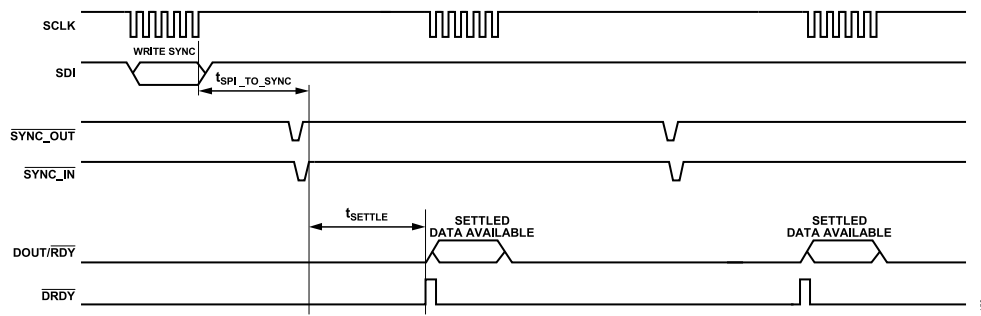 SCLK
WRITE SYNC
SDI
tSPI_TO_SYNC
SYNC_OUT
SYNC_IN
tSETTLE
SETTLED
DATA AVAILABLE
SETTLED
DATA AVAILABLE
DOUT/RDY
DRDY